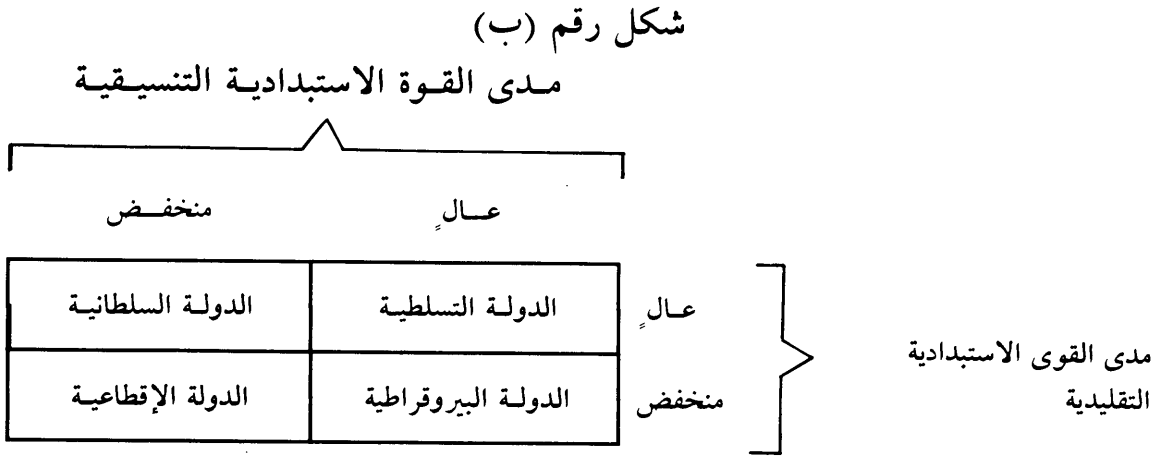 شكل رقم (ب)
مدى القوة الاستبدادية التنسيقية
عالٍ منخفض
عالٍ الدولة التسلطية الدولة السلطانية
مدى القوى الاستبدادية
التقليدية
منخفض الدولة البيروقراطية الدولة الإقطاعية